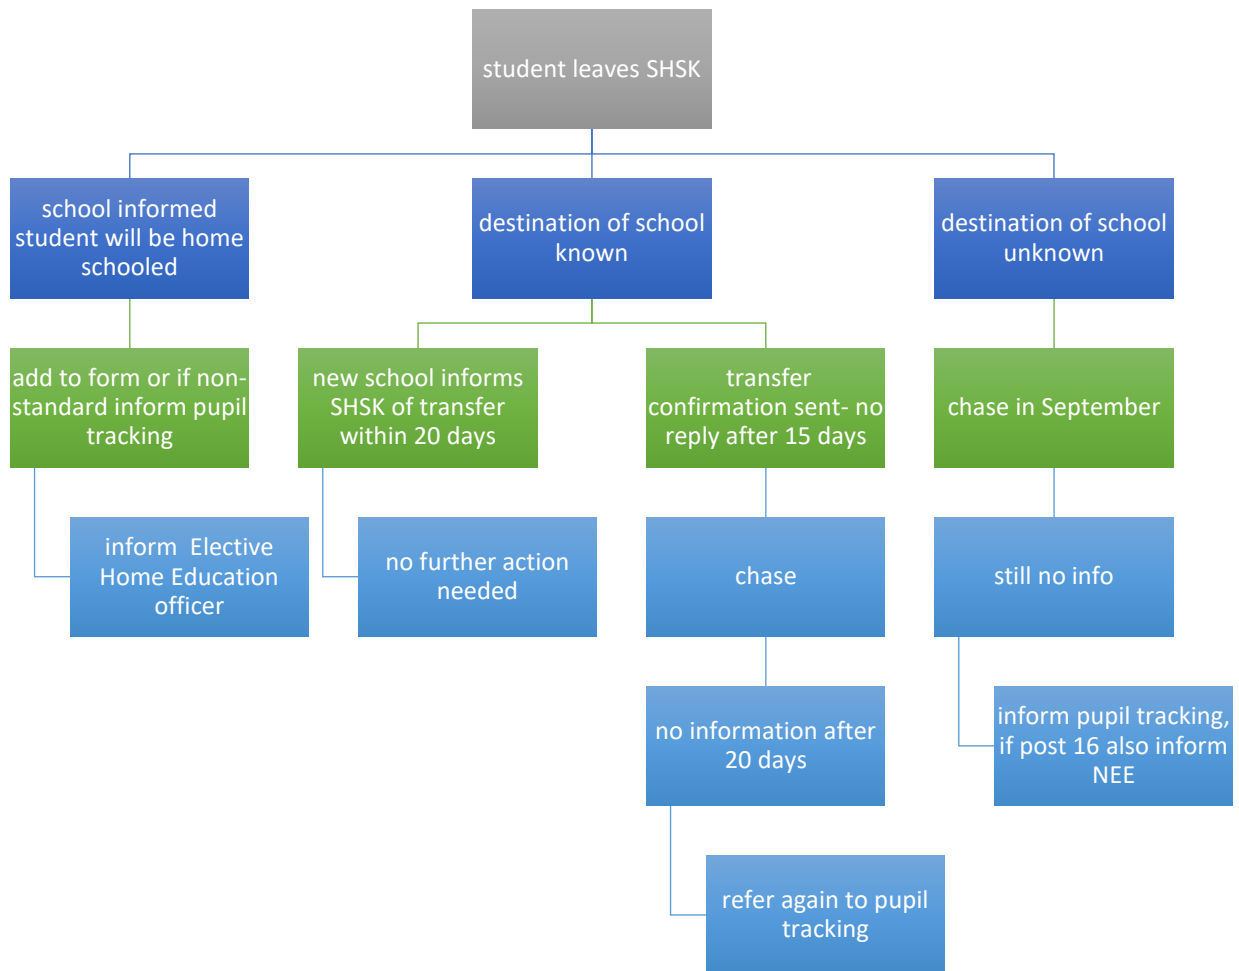 student leaves SHSK
school informed
student will be home
schooled
destination of school
known
destination of school
unknown
add to form or if non-
standard inform pupil
tracking
new school informs
SHSK of transfer
within 20 days
transfer
confirmation sent- no
reply after 15 days
chase in September
inform  Elective
Home Education
officer
no further action
needed
chase
still no info
no information after
20 days
inform pupil tracking,
if post 16 also inform
NEE
refer again to pupil
tracking